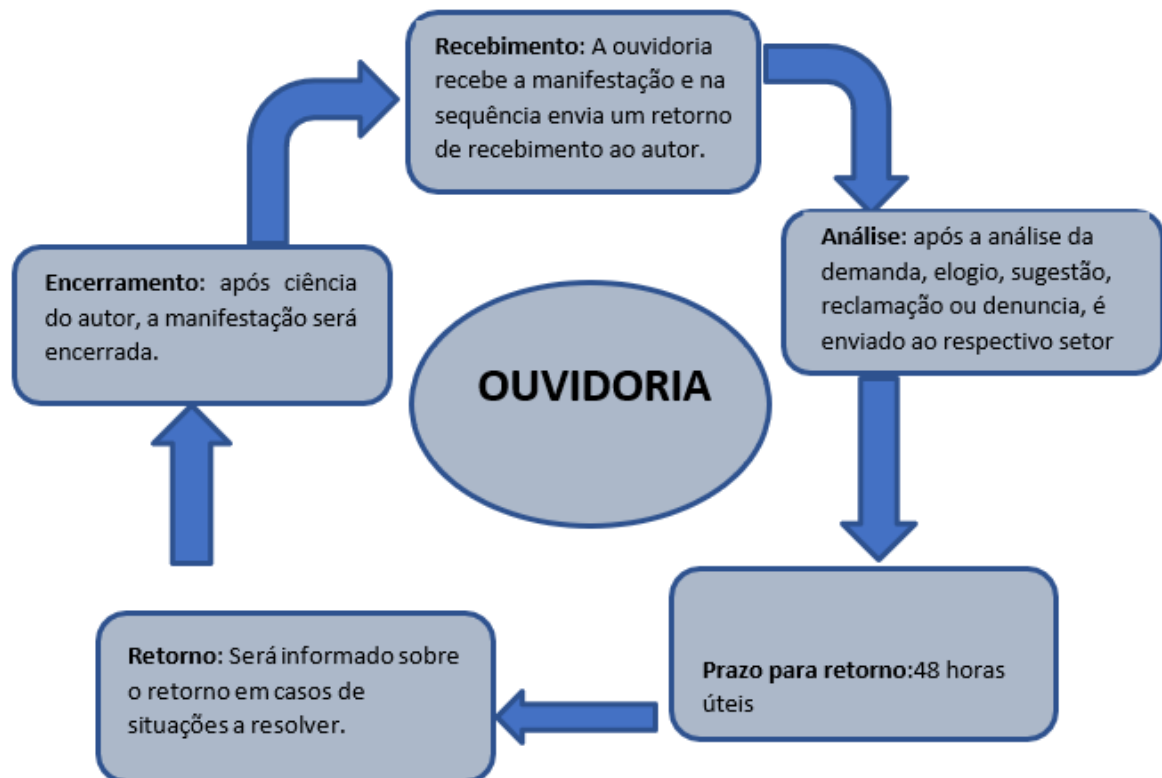 Recebimento: A ouvidoria
recebe a manifestação e na
sequência envia um retorno
de recebimento ao autor.
Análise: após a análise da
demanda, elogio, sugestão,
reclamação ou denuncia, é
enviado ao respectivo setor
Prazo para retorno:48 horas
úteis
Retorno: Será informado sobre
o retorno em casos de
situações a resolver.
Encerramento: após ciência
do autor, a manifestação será
encerrada.
OUVIDORIA